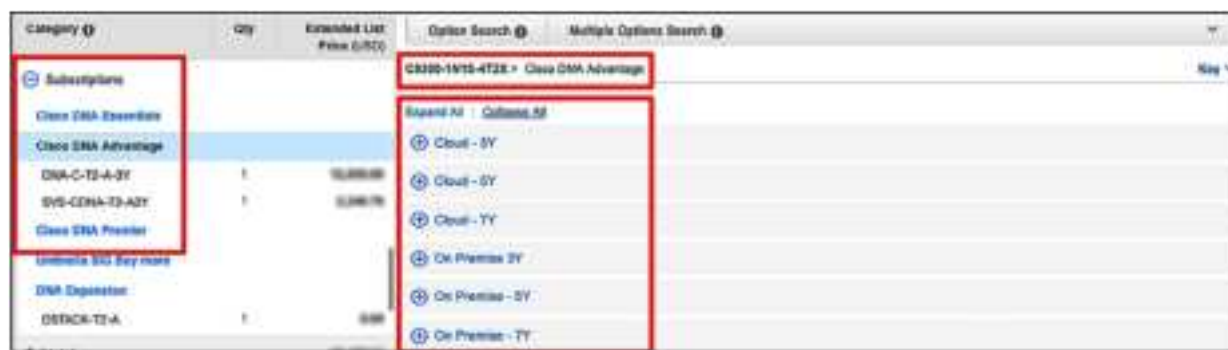 Category
Qty
Extended List
Price (USD)
Option Search
Multiple Options Search
Subscriptions
Cisco DNA Essentials
Cisco DNA Advantage
DNA-C-T2-A-3Y
1
SVS-CDNA-T2-A3Y
1
Cisco DNA Premier
Umbrella SIG Buy more
DNA Expansion
DSTACK-T2-A
1
> Cisco DNA Advantage
Key
Expand All | Collapse All
Cloud - 3Y
Cloud - 5Y
Cloud - 7Y
On Premise 3Y
On Premise - 5Y
On Premise - 7Y